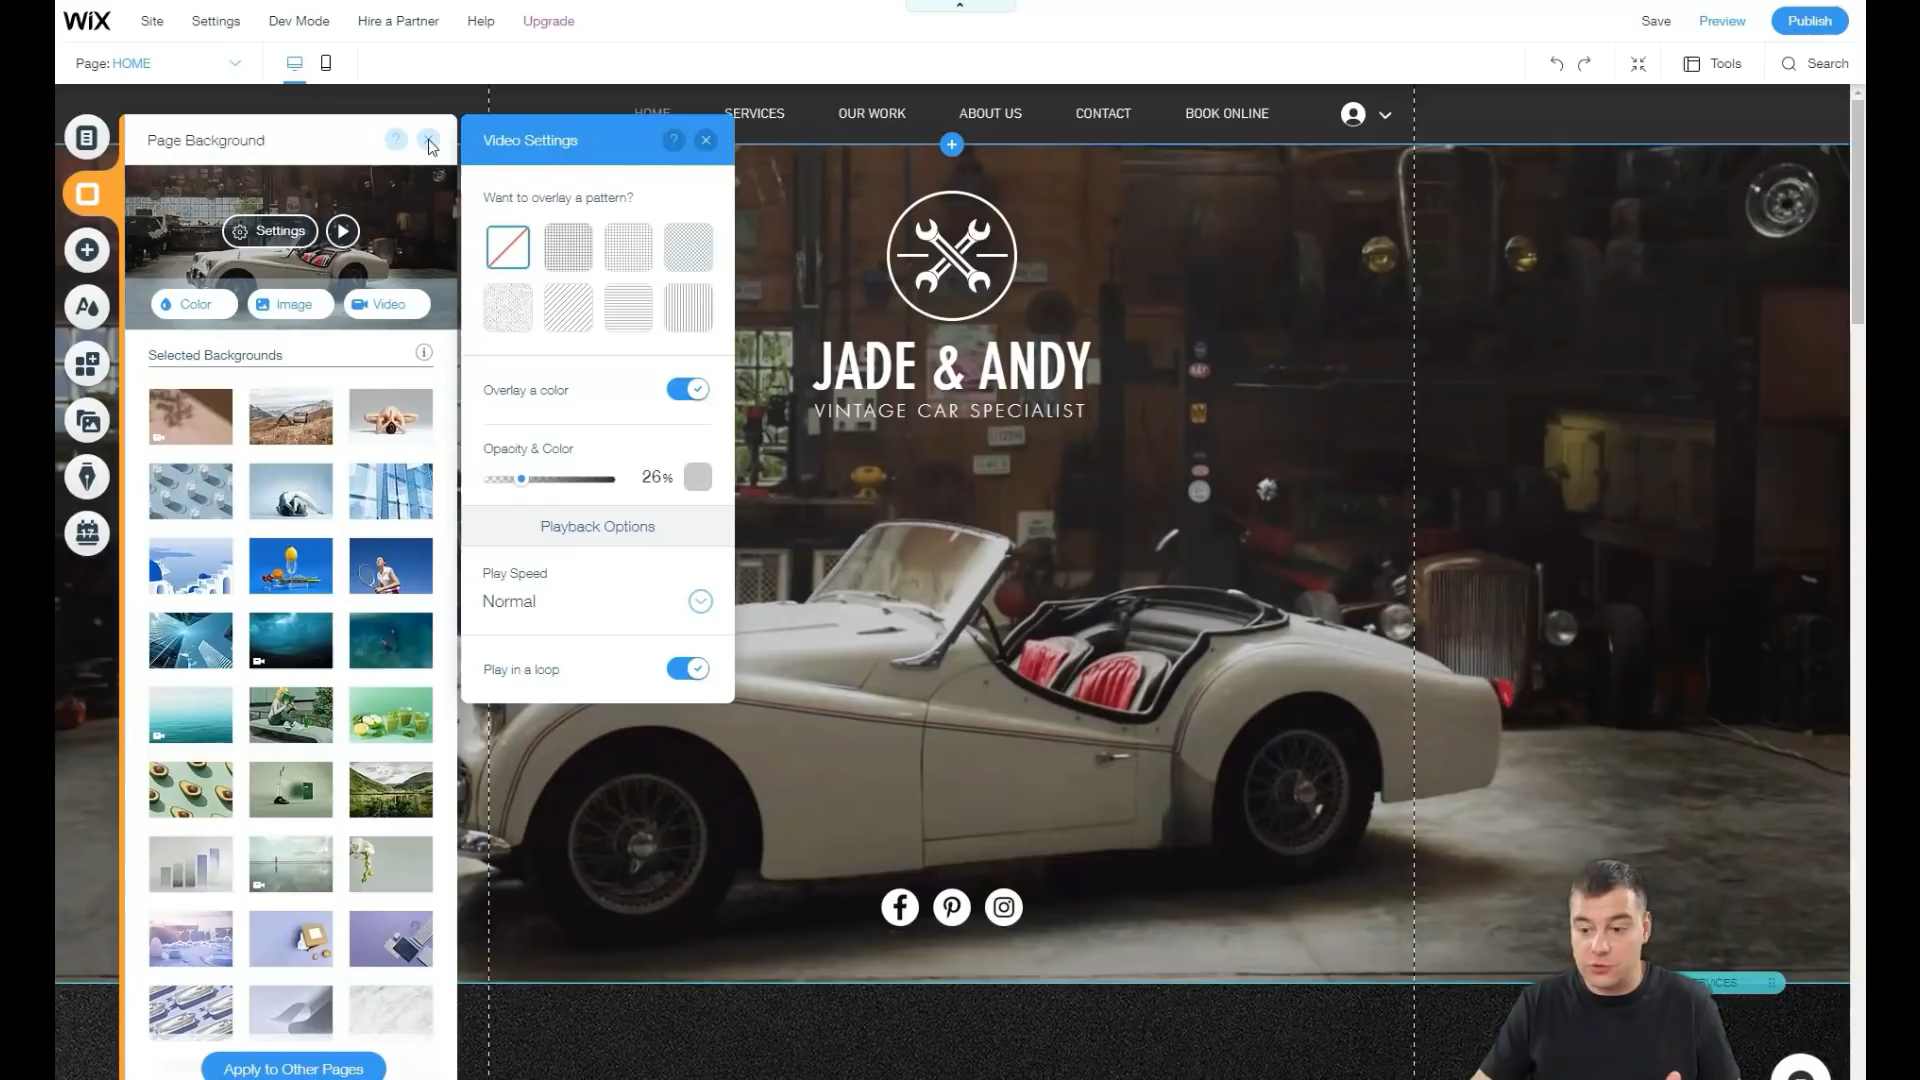 WiX Site Settings Dev Mode Hire a Partner Help Upgrade Save Preview Publish
Page: HOME Tools Search
HOME SERVICES OUR WORK ABOUT US CONTACT BOOK ONLINE
Page Background ?
Settings
Color Image Video
Selected Backgrounds i
17
Apply to Other Pages
Video Settings ?
Want to overlay a pattern?
Overlay a color
Opacity & Color
26%
Playback Options
Play Speed
Normal
Play in a loop
JADE & ANDY
VINTAGE CAR SPECIALIST